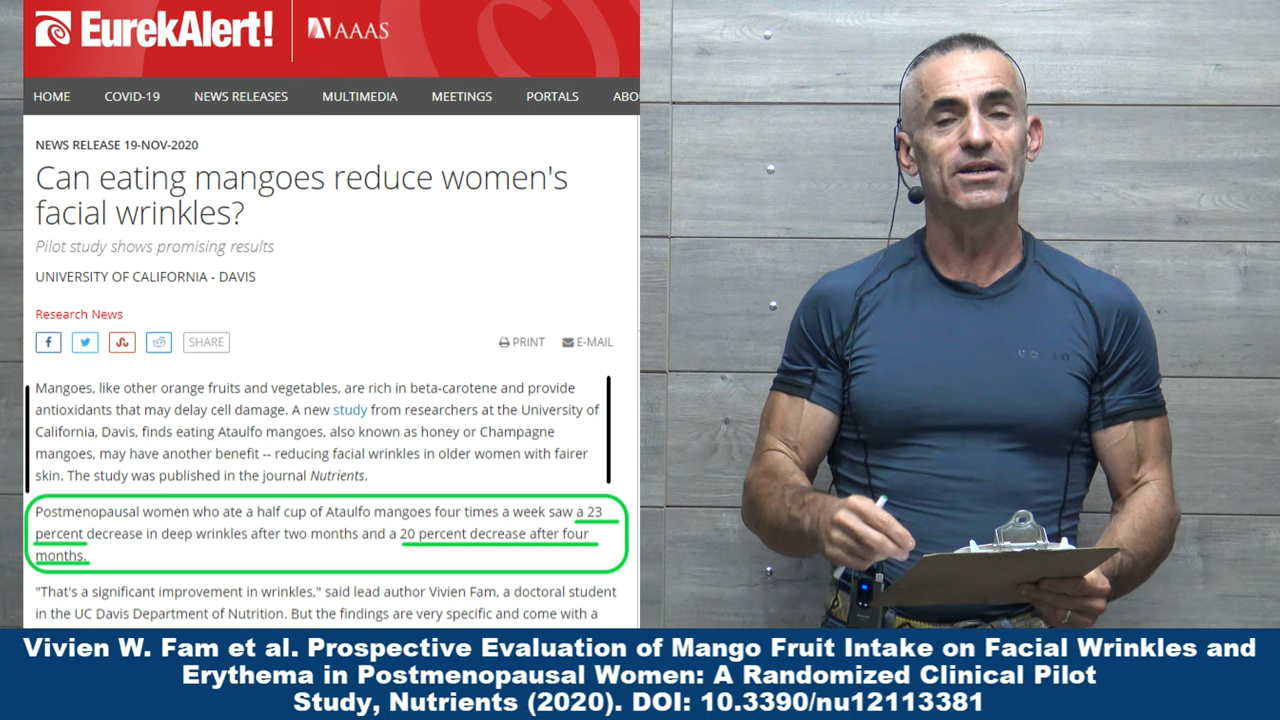 EurekAlert! AAAS
HOME COVID-19 NEWS RELEASES MULTIMEDIA MEETINGS PORTALS ABO
NEWS RELEASE 19-NOV-2020
Can eating mangoes reduce women's
facial wrinkles?
Pilot study shows promising results
UNIVERSITY OF CALIFORNIA - DAVIS
Research News
SHARE PRINT E-MAIL
Mangoes, like other orange fruits and vegetables, are rich in beta-carotene and provide
antioxidants that may delay cell damage. A new study from researchers at the University of
California, Davis, finds eating Ataulfo mangoes, also known as honey or Champagne
mangoes, may have another benefit -- reducing facial wrinkles in older women with fairer
skin. The study was published in the journal Nutrients.
Postmenopausal women who ate a half cup of Ataulfo mangoes four times a week saw a 23
percent decrease in deep wrinkles after two months and a 20 percent decrease after four
months.
"That's a significant improvement in wrinkles," said lead author Vivien Fam, a doctoral student
in the UC Davis Department of Nutrition. But the findings are very specific and come with a
Vivien W. Fam et al. Prospective Evaluation of Mango Fruit Intake on Facial Wrinkles and
Erythema in Postmenopausal Women: A Randomized Clinical Pilot
Study, Nutrients (2020). DOI: 10.3390/nu12113381